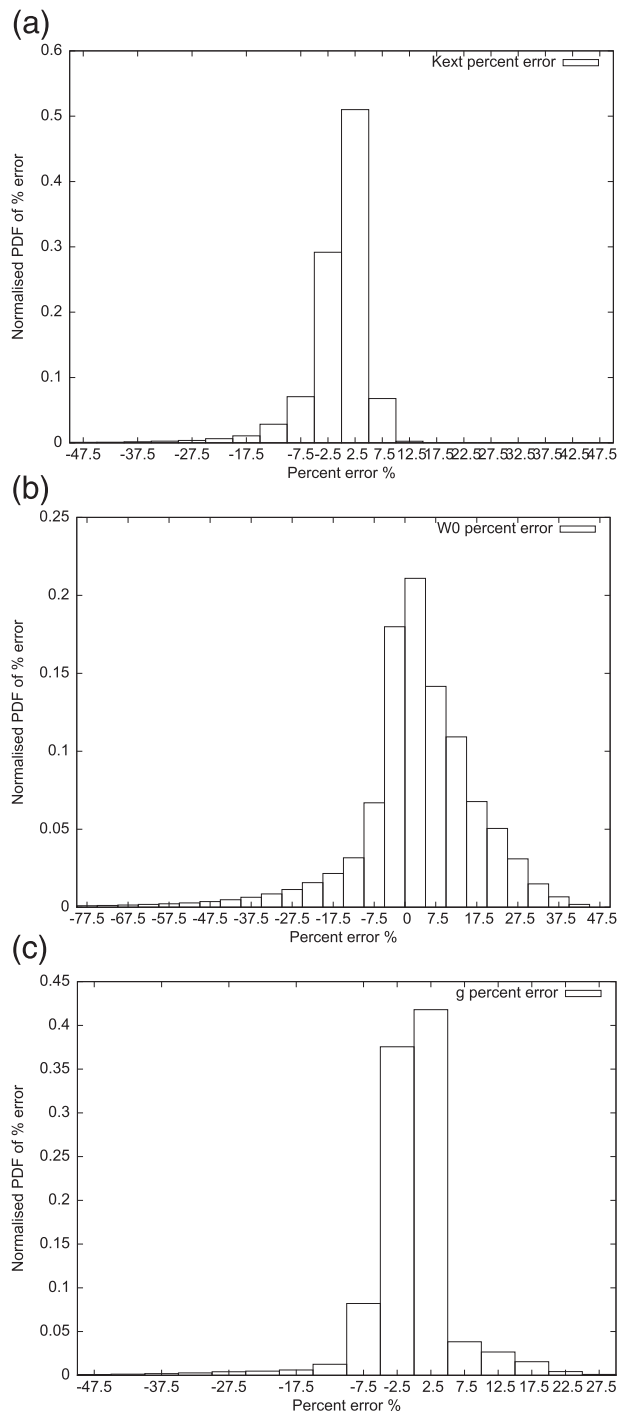 (a)
0.6
Kext percent error
0.5
0.4
0.3
0.2
0.1
0
Normalised PDF of % error
-47.5 -37.5 -27.5 -17.5 -7.5 -2.5 2.5 7.5 12.5 17.5 22.5 27.5 32.5 37.5 42.5 47.5
Percent error %
(b)
0.25
W0 percent error
0.2
0.15
0.1
0.05
0
Normalised PDF of % error
-77.5 -67.5 -57.5 -47.5 -37.5 -27.5 -17.5 -7.5 0 7.5 17.5 27.5 37.5 47.5
Percent error %
(c)
0.45
g percent error
0.4
0.35
0.3
0.25
0.2
0.15
0.1
0.05
0
Normalised PDF of % error
-47.5 -37.5 -27.5 -17.5 -7.5 -2.5 2.5 7.5 12.5 17.5 22.5 27.5
Percent error %